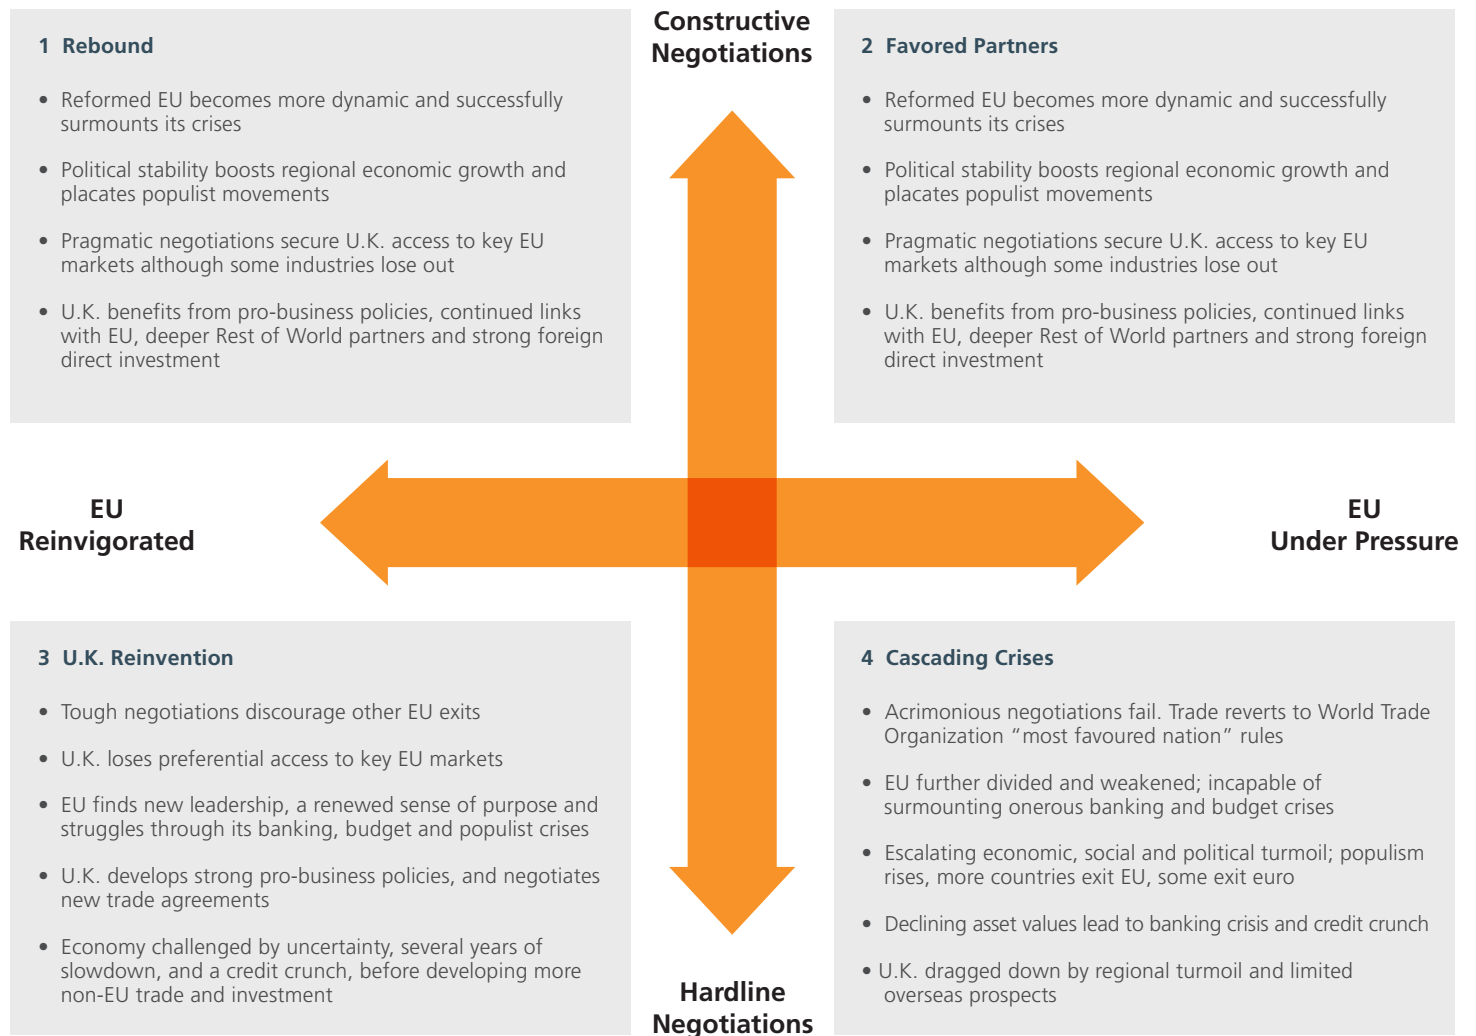 Constructive
Negotiations
1 Rebound
• Reformed EU becomes more dynamic and successfully
surmounts its crises
• Political stability boosts regional economic growth and
placates populist movements
• Pragmatic negotiations secure U.K. access to key EU
markets although some industries lose out
• U.K. benefits from pro-business policies, continued links
with EU, deeper Rest of World partners and strong foreign
direct investment
2 Favored Partners
• Reformed EU becomes more dynamic and successfully
surmounts its crises
• Political stability boosts regional economic growth and
placates populist movements
• Pragmatic negotiations secure U.K. access to key EU
markets although some industries lose out
• U.K. benefits from pro-business policies, continued links
with EU, deeper Rest of World partners and strong foreign
direct investment
EU
Reinvigorated
EU
Under Pressure
3 U.K. Reinvention
• Tough negotiations discourage other EU exits
• U.K. loses preferential access to key EU markets
• EU finds new leadership, a renewed sense of purpose and
struggles through its banking, budget and populist crises
• U.K. develops strong pro-business policies, and negotiates
new trade agreements
• Economy challenged by uncertainty, several years of
slowdown, and a credit crunch, before developing more
non-EU trade and investment
4 Cascading Crises
• Acrimonious negotiations fail. Trade reverts to World Trade
Organization “most favoured nation” rules
• EU further divided and weakened; incapable of
surmounting onerous banking and budget crises
• Escalating economic, social and political turmoil; populism
rises, more countries exit EU, some exit euro
• Declining asset values lead to banking crisis and credit crunch
• U.K. dragged down by regional turmoil and limited
overseas prospects
Hardline
Negotiations